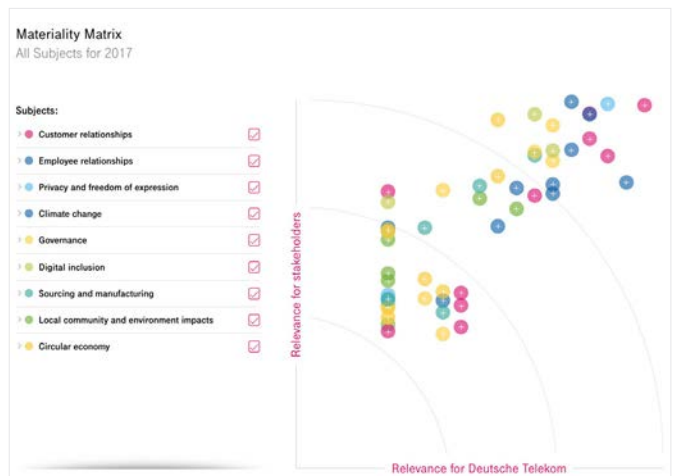 Materiality Matrix
All Subjects for 2017
Subjects:
Customer relationships
Employee relationships
Privacy and freedom of expression
Climate change
Governance
Digital inclusion
Sourcing and manufacturing
Local community and environment impacts
Circular economy
Relevance for stakeholders
Relevance for Deutsche Telekom